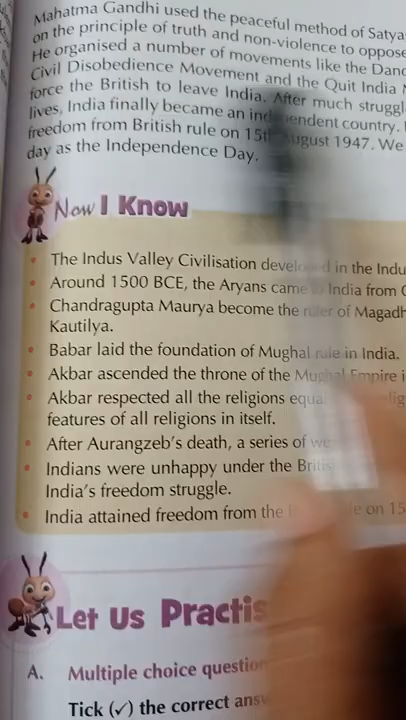 Mahatma Gandhi used the peaceful method of Satya
on the principle of truth and non-violence to oppose
He organised a number of movements like the Dand
Civil Disobedience Movement and the Quit India
force the British to leave India. After much struggl
lives, India finally became an independent country.
freedom from British rule on 15th August 1947. We
day as the Independence Day.
Now I Know
• The Indus Valley Civilisation developed in the Indu
• Around 1500 BCE, the Aryans came to India from
• Chandragupta Maurya become the ruler of Magadh
Kautilya.
• Babar laid the foundation of Mughal rule in India.
• Akbar ascended the throne of the Mughal Empire i
• Akbar respected all the religions
features of all religions in itself.
• After Aurangzeb's death, a series of
• Indians were unhappy under the
India's freedom struggle.
• India attained freedom from the on 15
Let Us Practis
A. Multiple choice question
Tick (✓) the correct answ